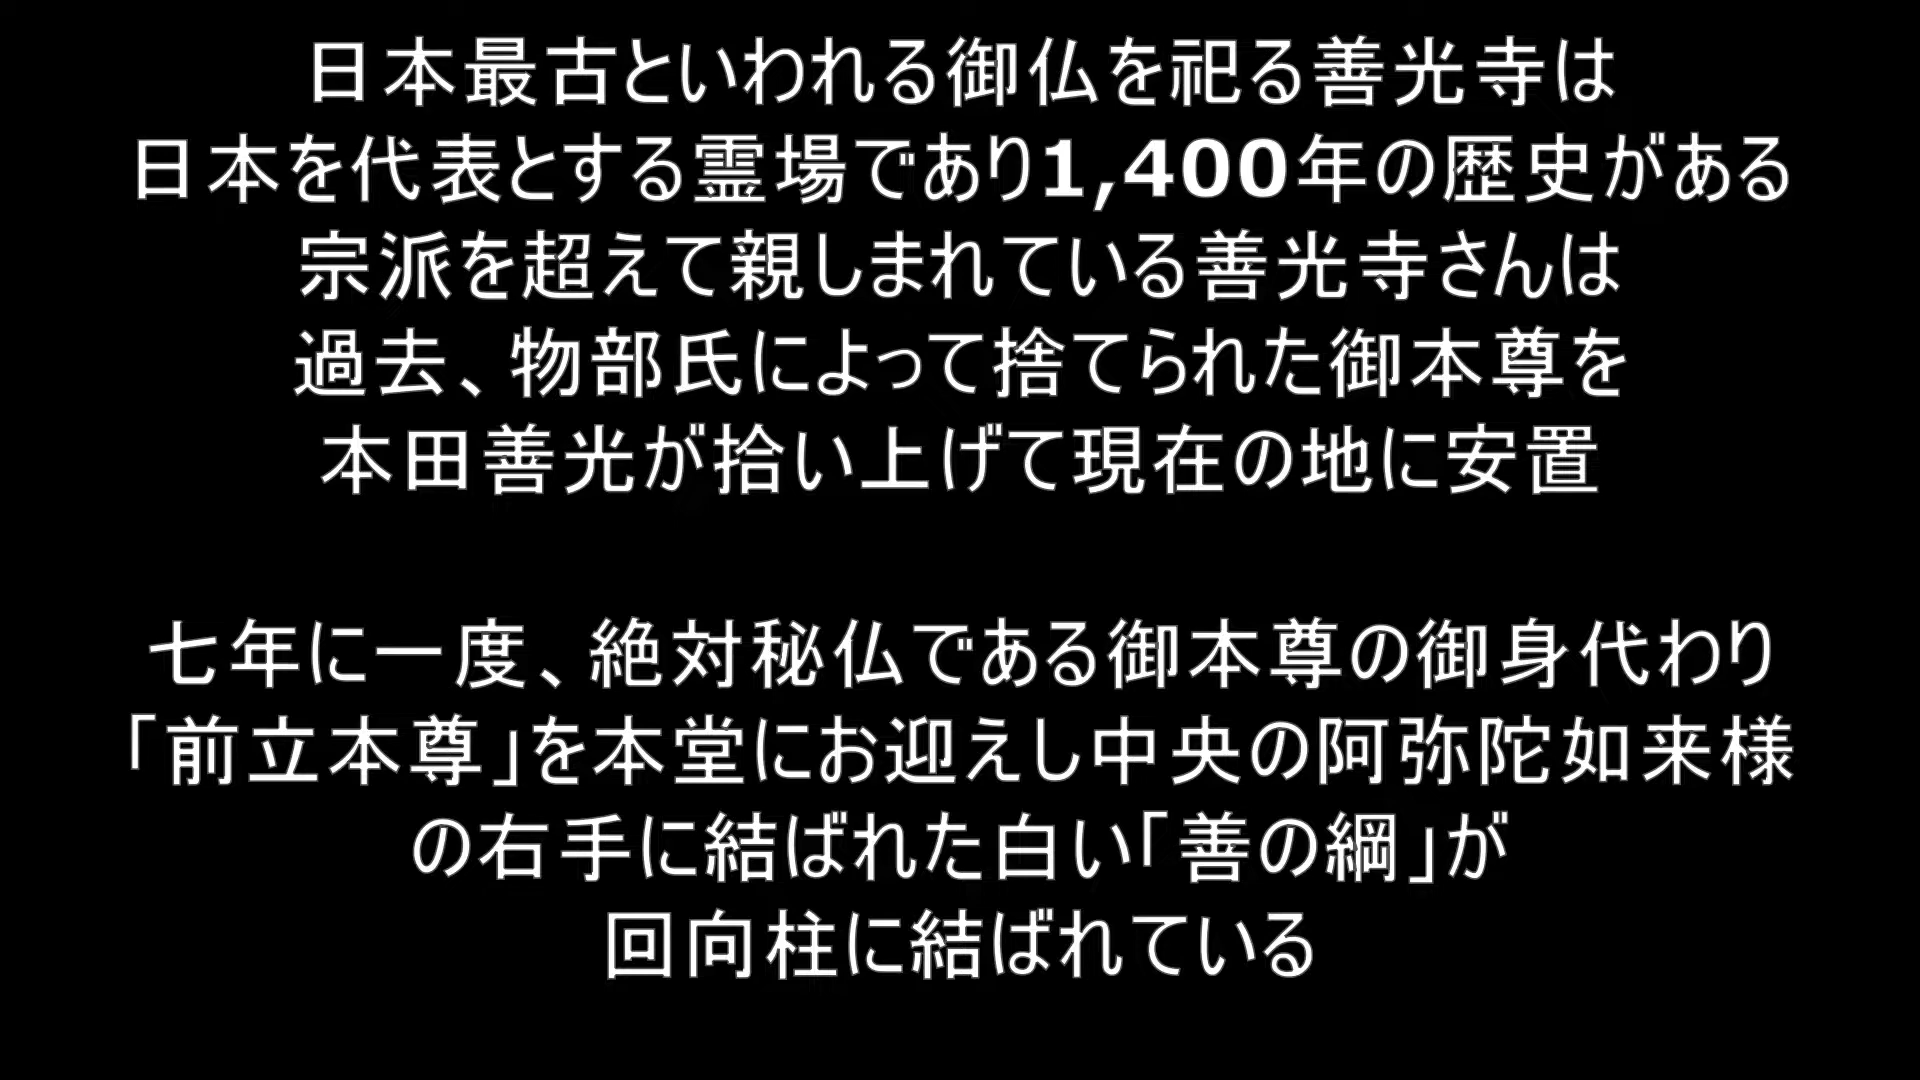 日本最古といわれる御仏を祀る善光寺は
日本を代表とする霊場であり1,400年の歴史がある
宗派を超えて親しまれている善光寺さんは
過去、物部氏によって捨てられた御本尊を
本田善光が拾い上げて現在の地に安置
七年に一度、絶対秘仏である御本尊の御身代わり
「前立本尊」を本堂にお迎えし中央の阿弥陀如来様
の右手に結ばれた白い「善の綱」が
回向柱に結ばれている